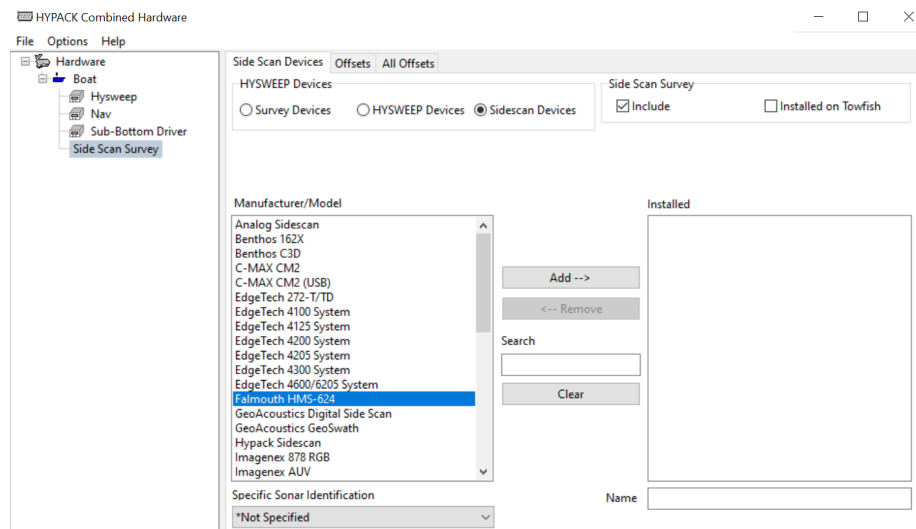 HYPACK Combined Hardware
File Options Help
Hardware
Boat
Hysweep
Nav
Sub-Bottom Driver
Side Scan Survey
Side Scan Devices Offsets All Offsets
HYSWEEP Devices
Survey Devices HYSWEEP Devices Sidescan Devices
Side Scan Survey
Include Installed on Towfish
Manufacturer/Model
Analog Sidescan
Benthos 162X
Benthos C3D
C-MAX CM2
C-MAX CM2 (USB)
EdgeTech 272-T/TD
EdgeTech 4100 System
EdgeTech 4125 System
EdgeTech 4200 System
EdgeTech 4205 System
EdgeTech 4300 System
EdgeTech 4600/6205 System
Falmouth HMS-624
GeoAcoustics Digital Side Scan
GeoAcoustics GeoSwath
Hypack Sidescan
Imagenex 878 RGB
Imagenex AUV
Specific Sonar Identification
*Not Specified
Add -->
<-- Remove
Search
Clear
Installed
Name